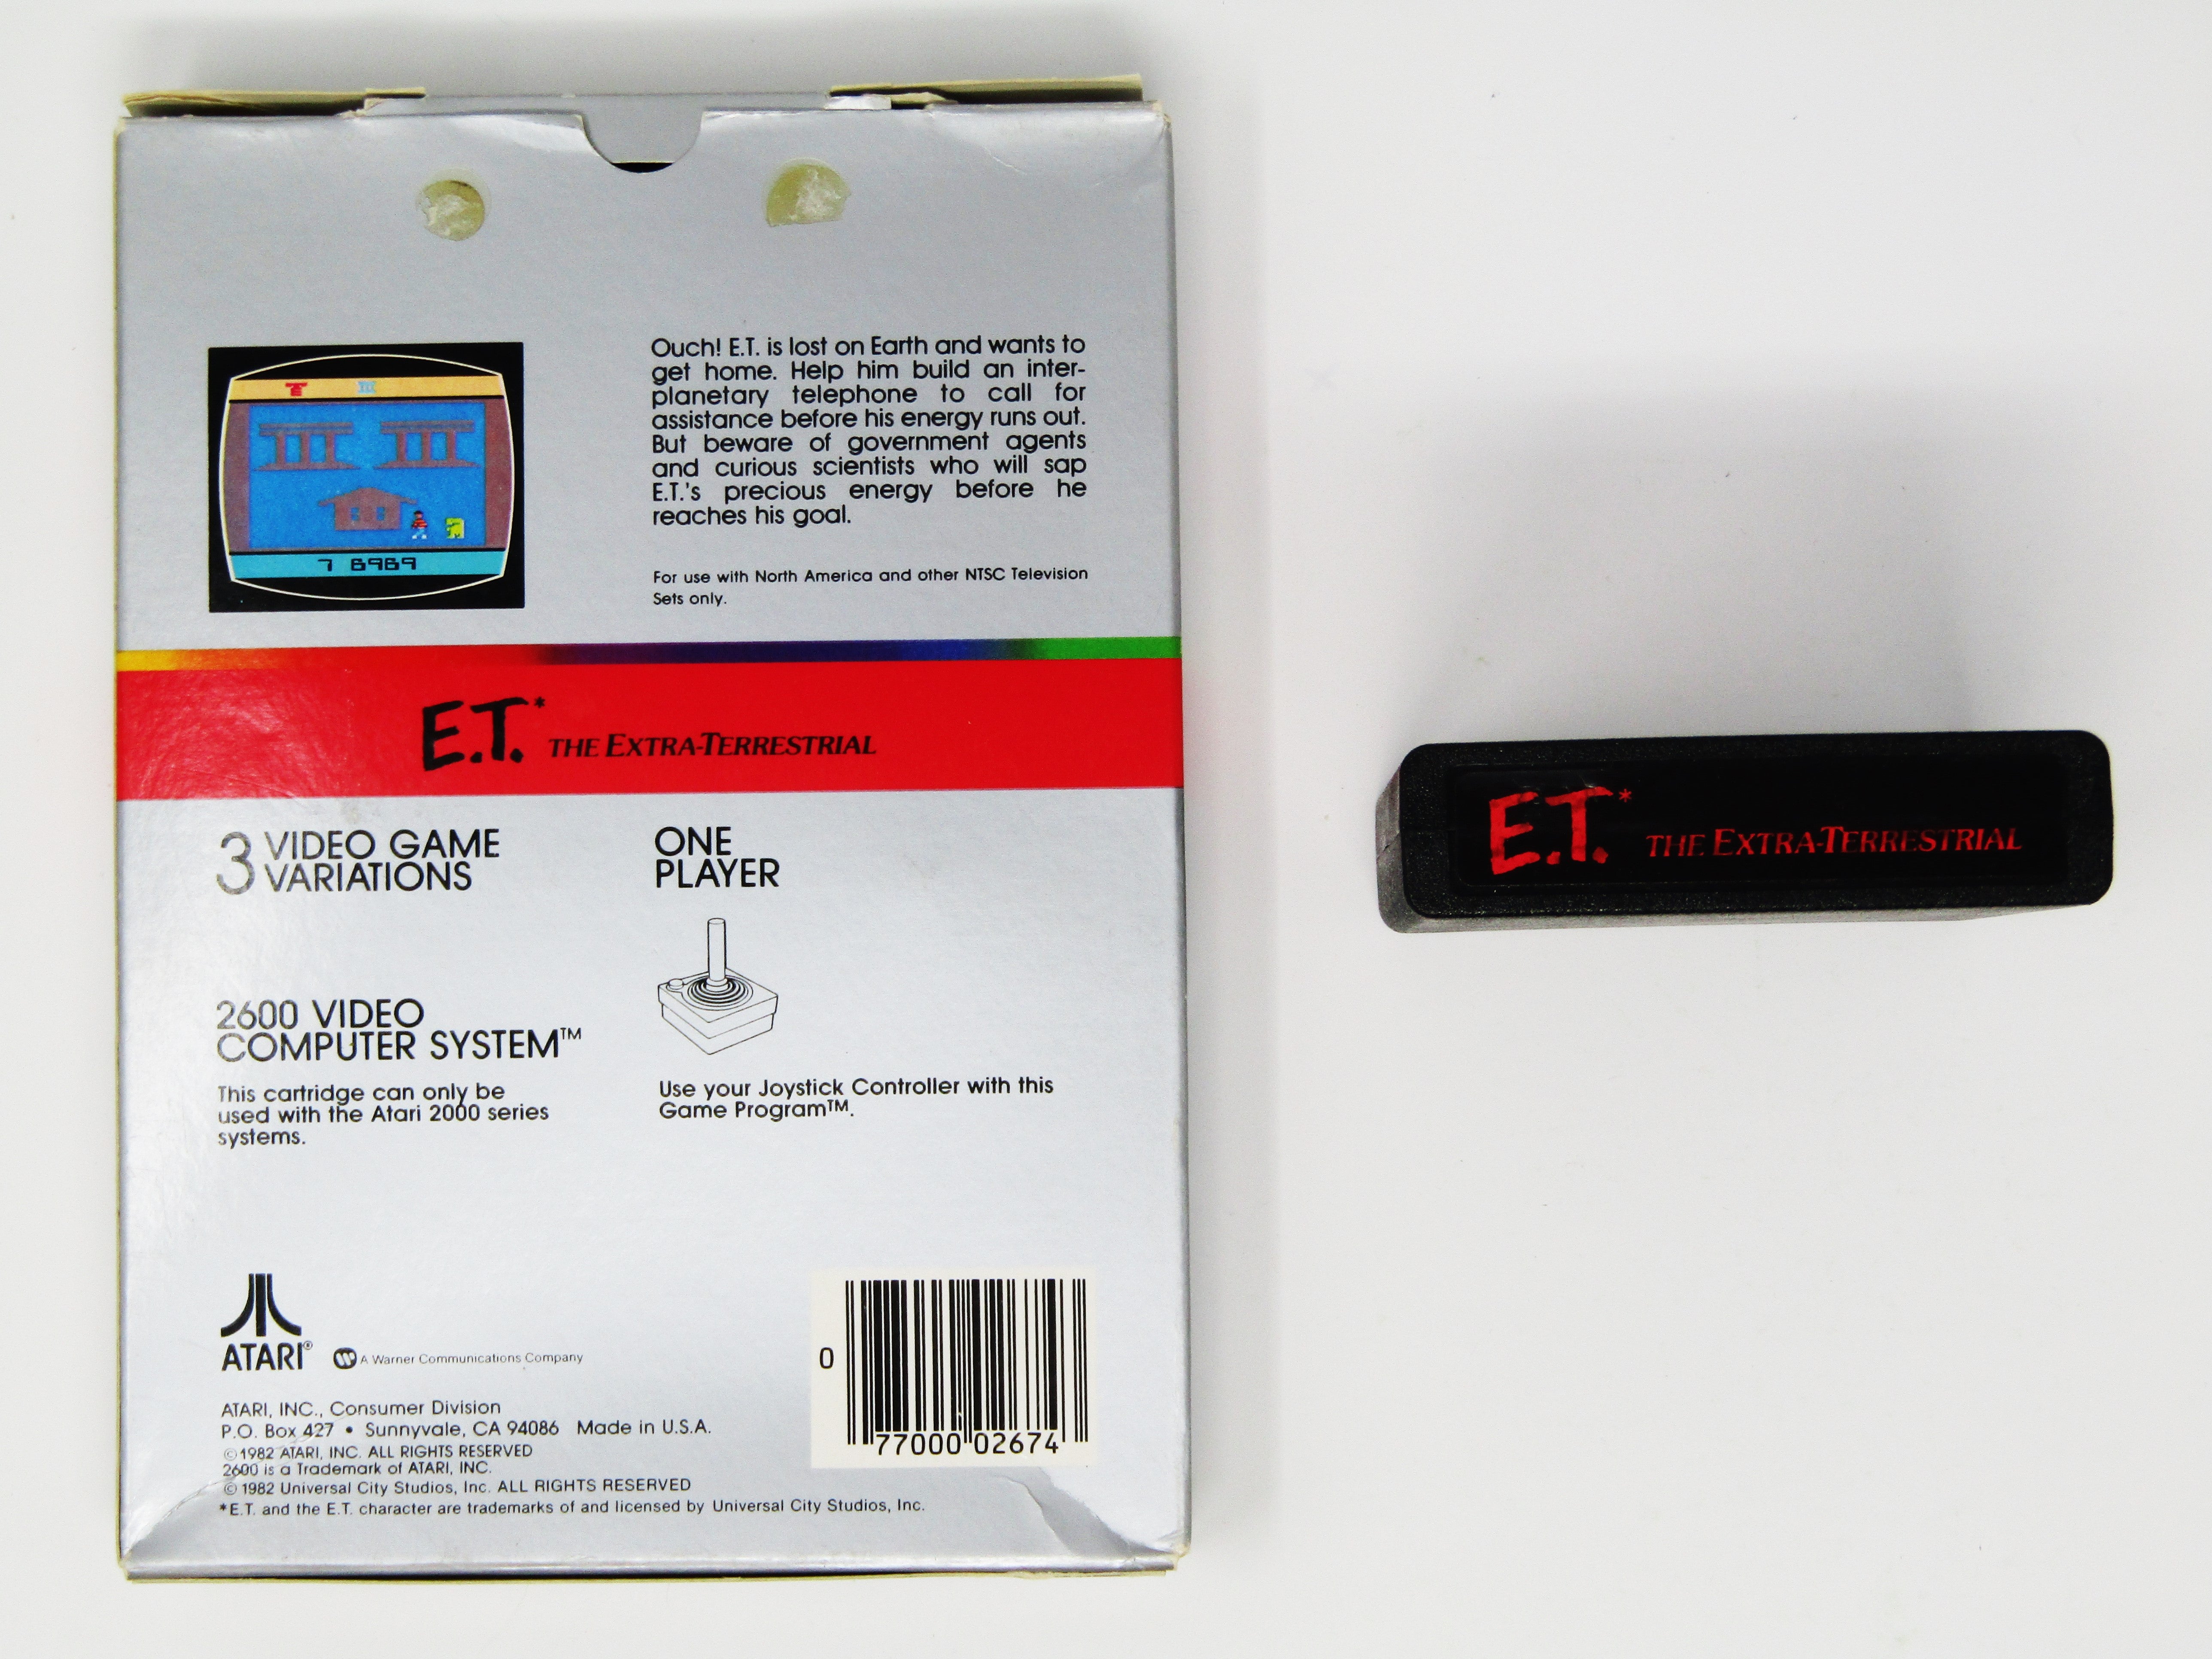 Ouch! E.T. is lost on Earth and wants to
get home. Help him build an inter-
planetary telephone to call for
assistance before his energy runs out.
But beware of government agents
and curious scientists who will sap
E.T.'s precious energy before he
reaches his goal.
For use with North America and other NTSC Television
Sets only.
7 8989
E.T.* THE EXTRA-TERRESTRIAL
3 VIDEO GAME
VARIATIONS
ONE
PLAYER
2600 VIDEO
COMPUTER SYSTEM™
This cartridge can only be
used with the Atari 2000 series
systems.
Use your Joystick Controller with this
Game Program™.
ATARI® W A Warner Communications Company
ATARI, INC., Consumer Division
P.O. Box 427 • Sunnyvale, CA 94086 Made in U.S.A.
©1982 ATARI, INC. ALL RIGHTS RESERVED
2600 is a Trademark of ATARI, INC.
©1982 Universal City Studios, Inc. ALL RIGHTS RESERVED
*E.T. and the E.T. character are trademarks of and licensed by Universal City Studios, Inc.
0 77000 02674
E.T.* THE EXTRA-TERRESTRIAL